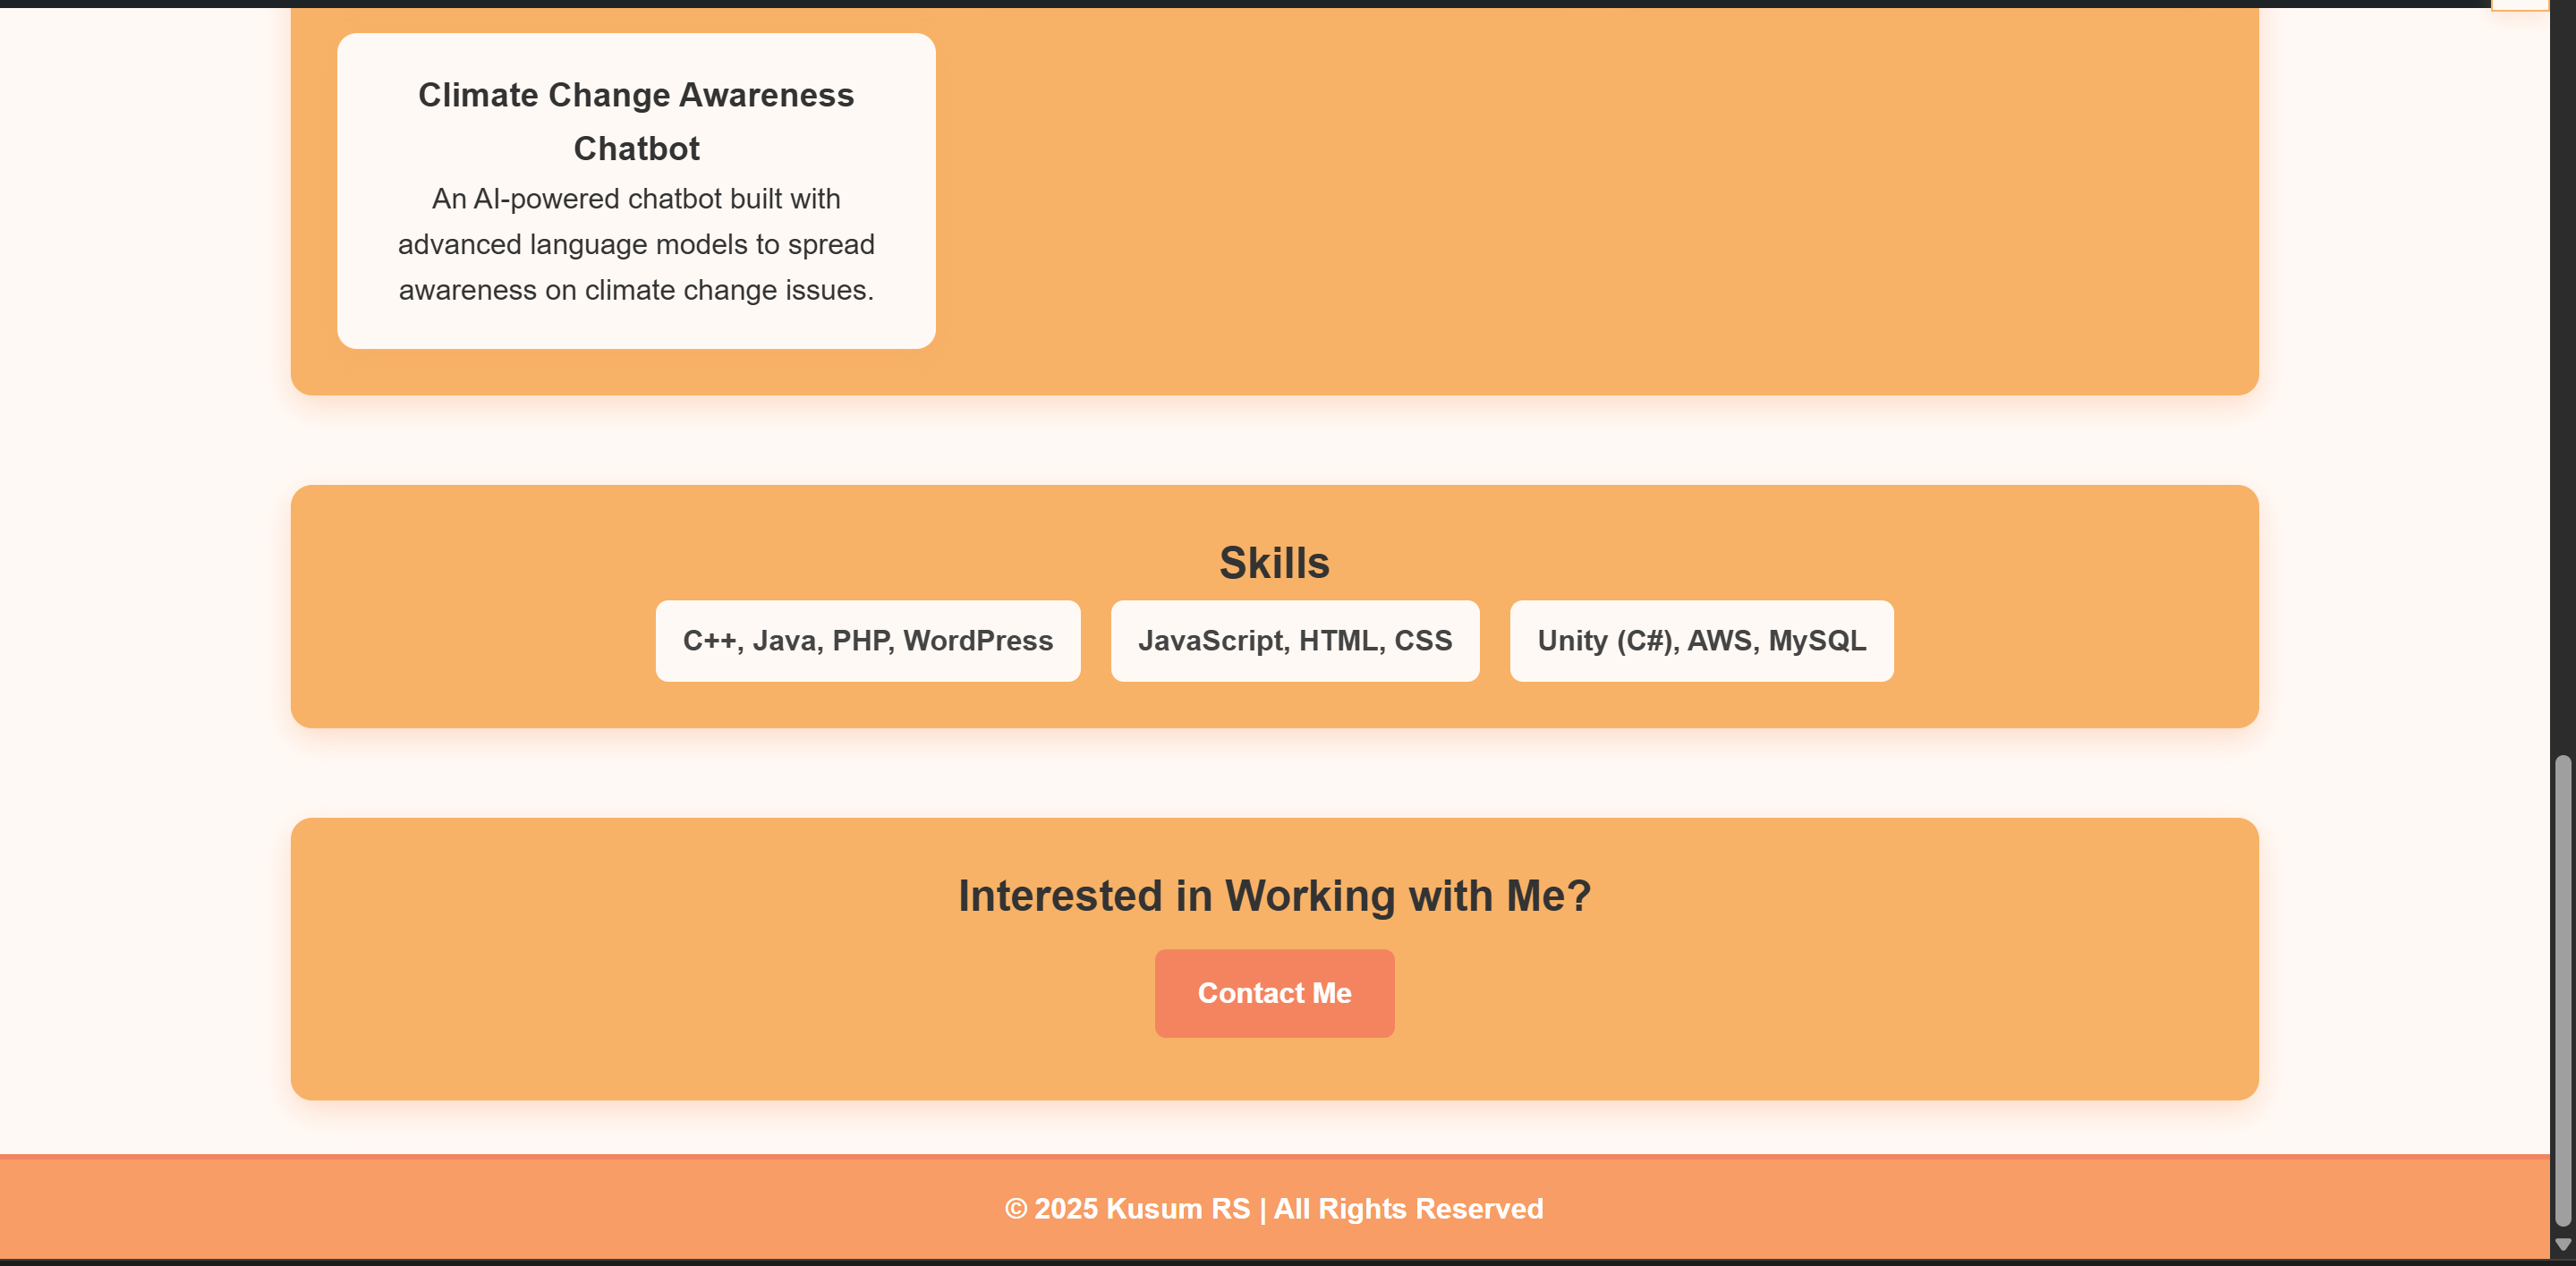 Climate Change Awareness
Chatbot
An AI-powered chatbot built with
advanced language models to spread
awareness on climate change issues.
Skills
C++, Java, PHP, WordPress
JavaScript, HTML, CSS
Unity (C#), AWS, MySQL
Interested in Working with Me?
Contact Me
© 2025 Kusum RS | All Rights Reserved